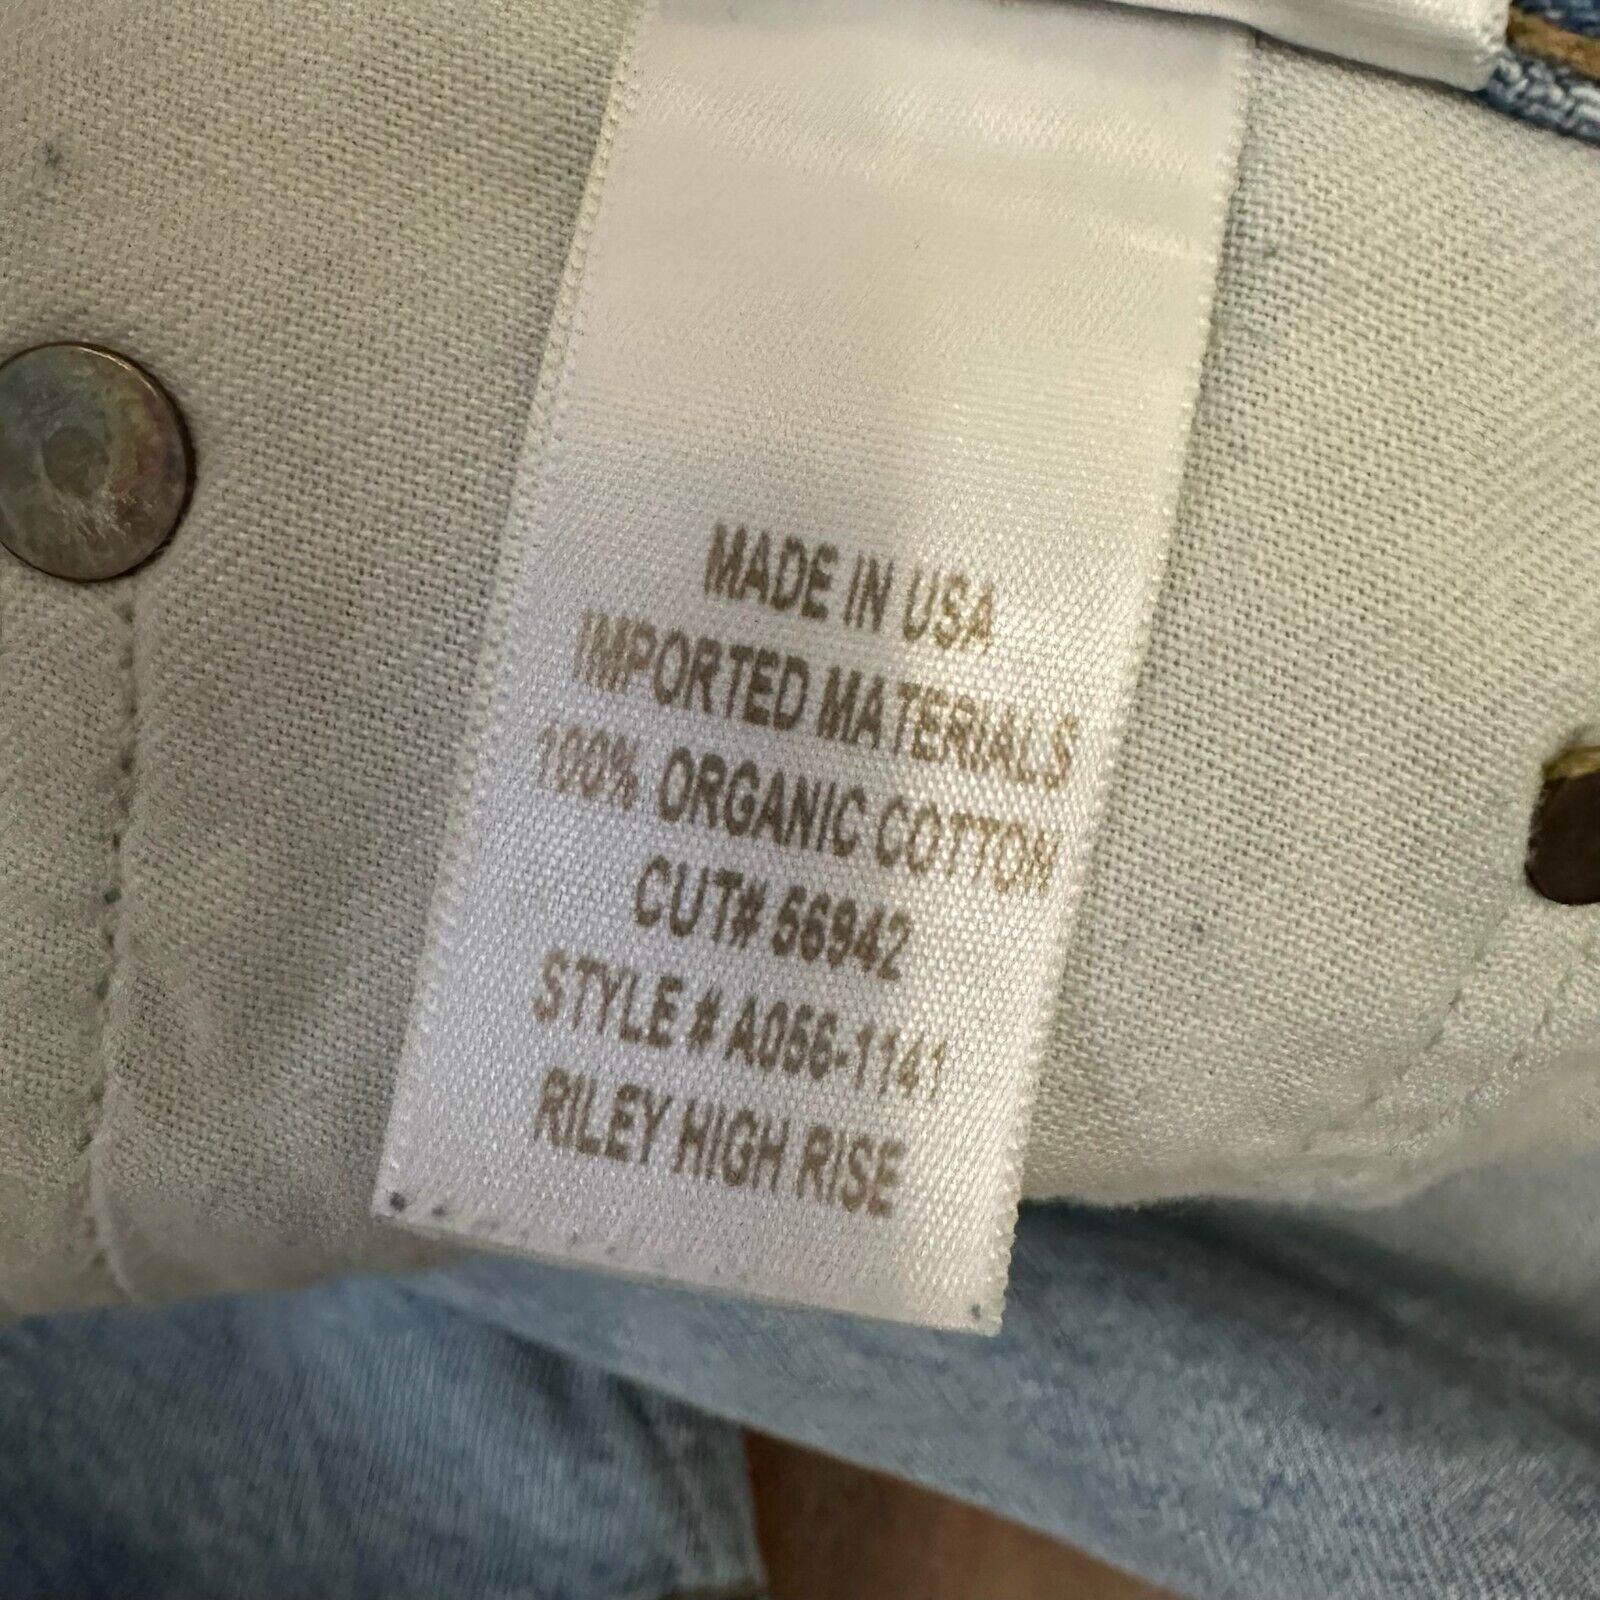 MADE IN USA
IMPORTED MATERIALS
100% ORGANIC COTTON
CUT# 56942
STYLE # A056-1141
RILEY HIGH RISE